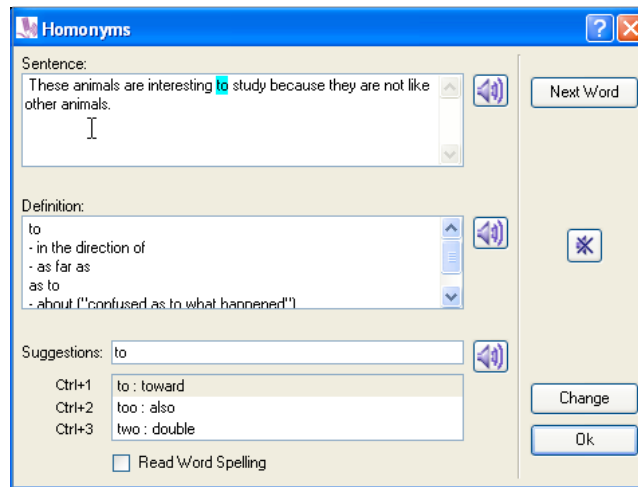 Homonyms
Sentence:
These animals are interesting to study because they are not like
other animals.
Next Word
Definition:
to
- in the direction of
- as far as
as to
- about ("confused as to what happened")
Suggestions: to
Ctrl+1 to : toward
Ctrl+2 too : also
Ctrl+3 two : double
Read Word Spelling
Change
Ok